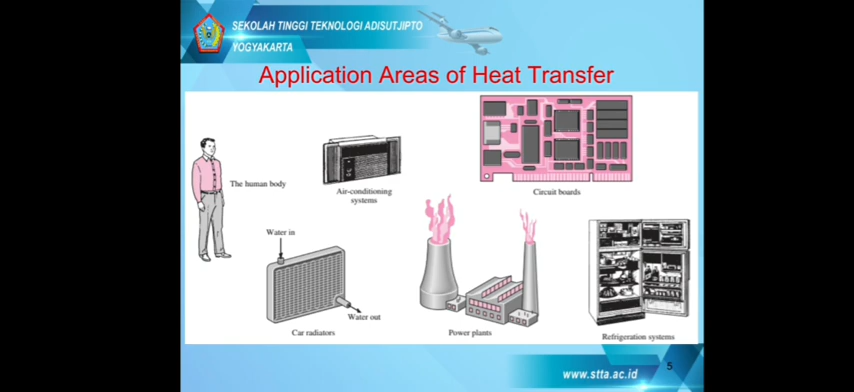 SEKOLAH TINGGI TEKNOLOGI ADISUTJIPTO
YOGYAKARTA
Application Areas of Heat Transfer
The human body
Air-conditioning
systems
Circuit boards
Water in
Water out
Car radiators
Power plants
Refrigeration systems
www.stta.ac.id
5